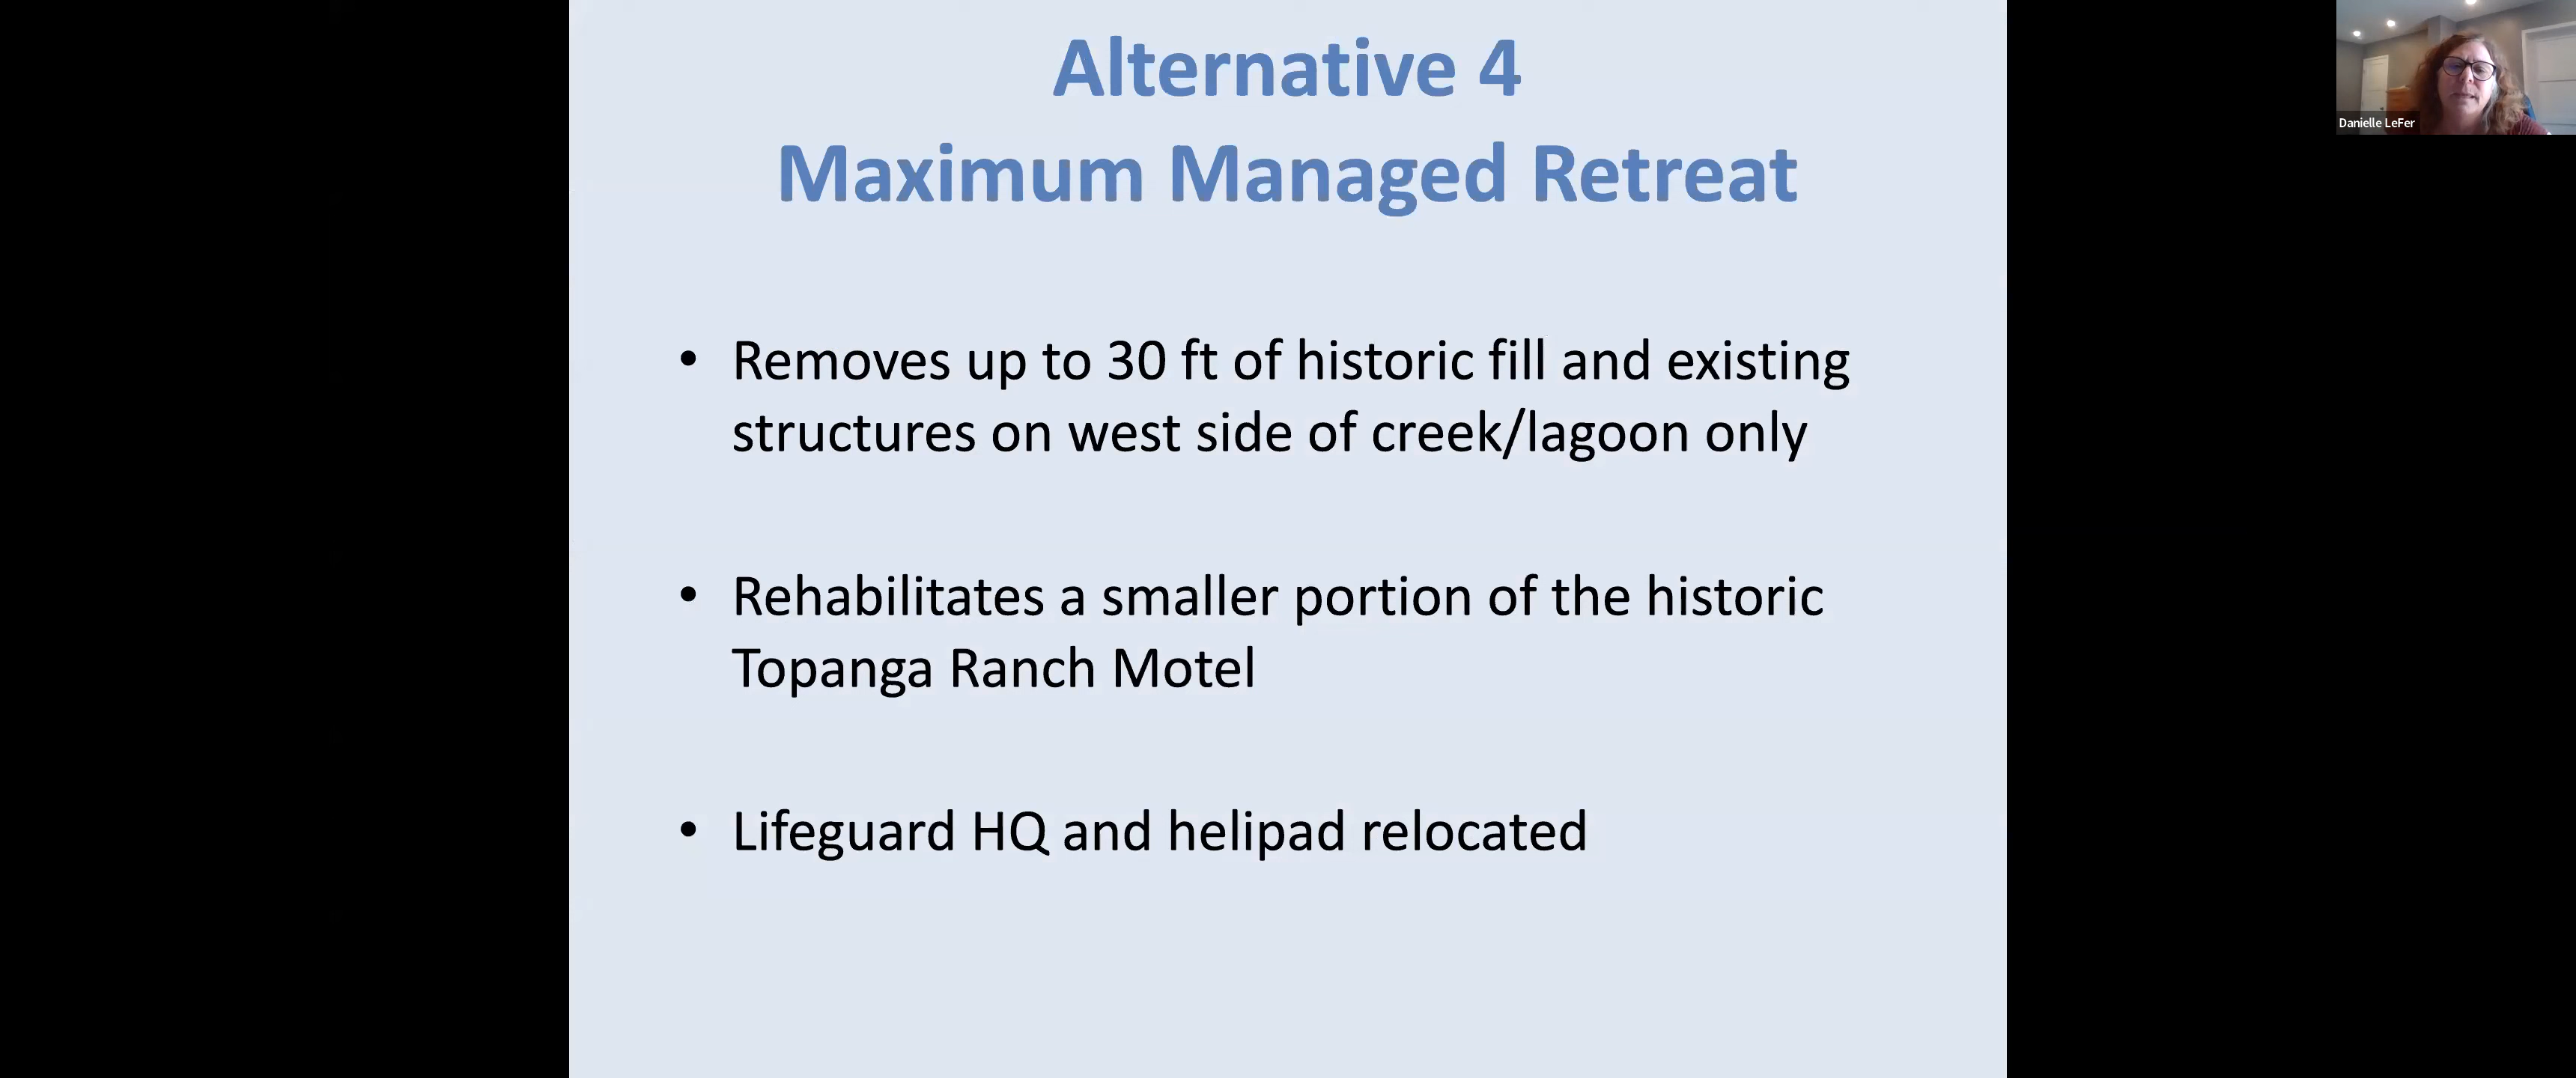 Alternative 4
Maximum Managed Retreat
• Removes up to 30 ft of historic fill and existing
structures on west side of creek/lagoon only
• Rehabilitates a smaller portion of the historic
Topanga Ranch Motel
• Lifeguard HQ and helipad relocated
Danielle LeFer